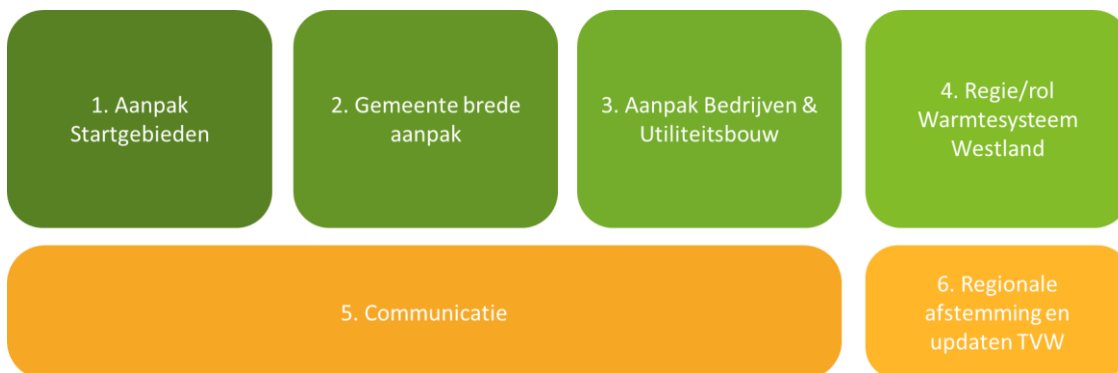 1. Aanpak
Startgebieden
2. Gemeente brede
aanpak
3. Aanpak Bedrijven &
Utiliteitsbouw
4. Regie/rol
Warmtesysteem
Westland
5. Communicatie
6. Regionale
afstemming en
updaten TVW